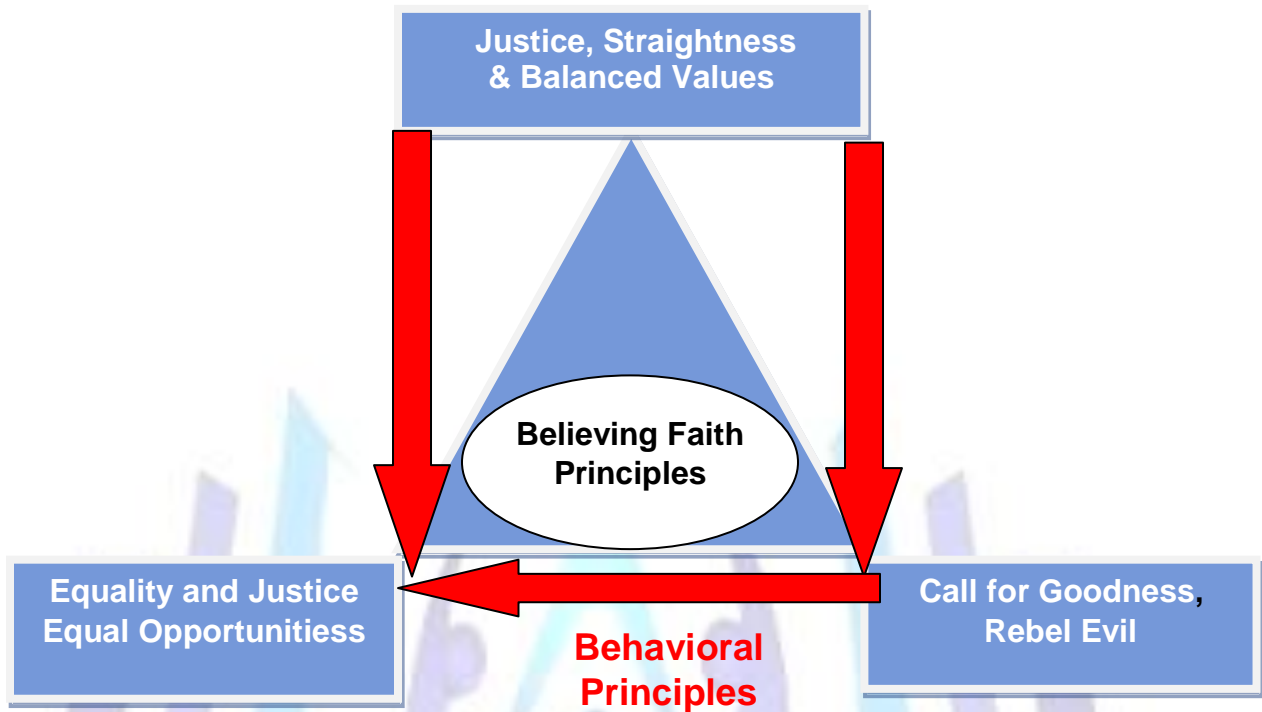 Justice, Straightness
& Balanced Values
Believing Faith
Principles
Equality and Justice
Equal Opportunitiess
Call for Goodness,
Rebel Evil
Behavioral
Principles